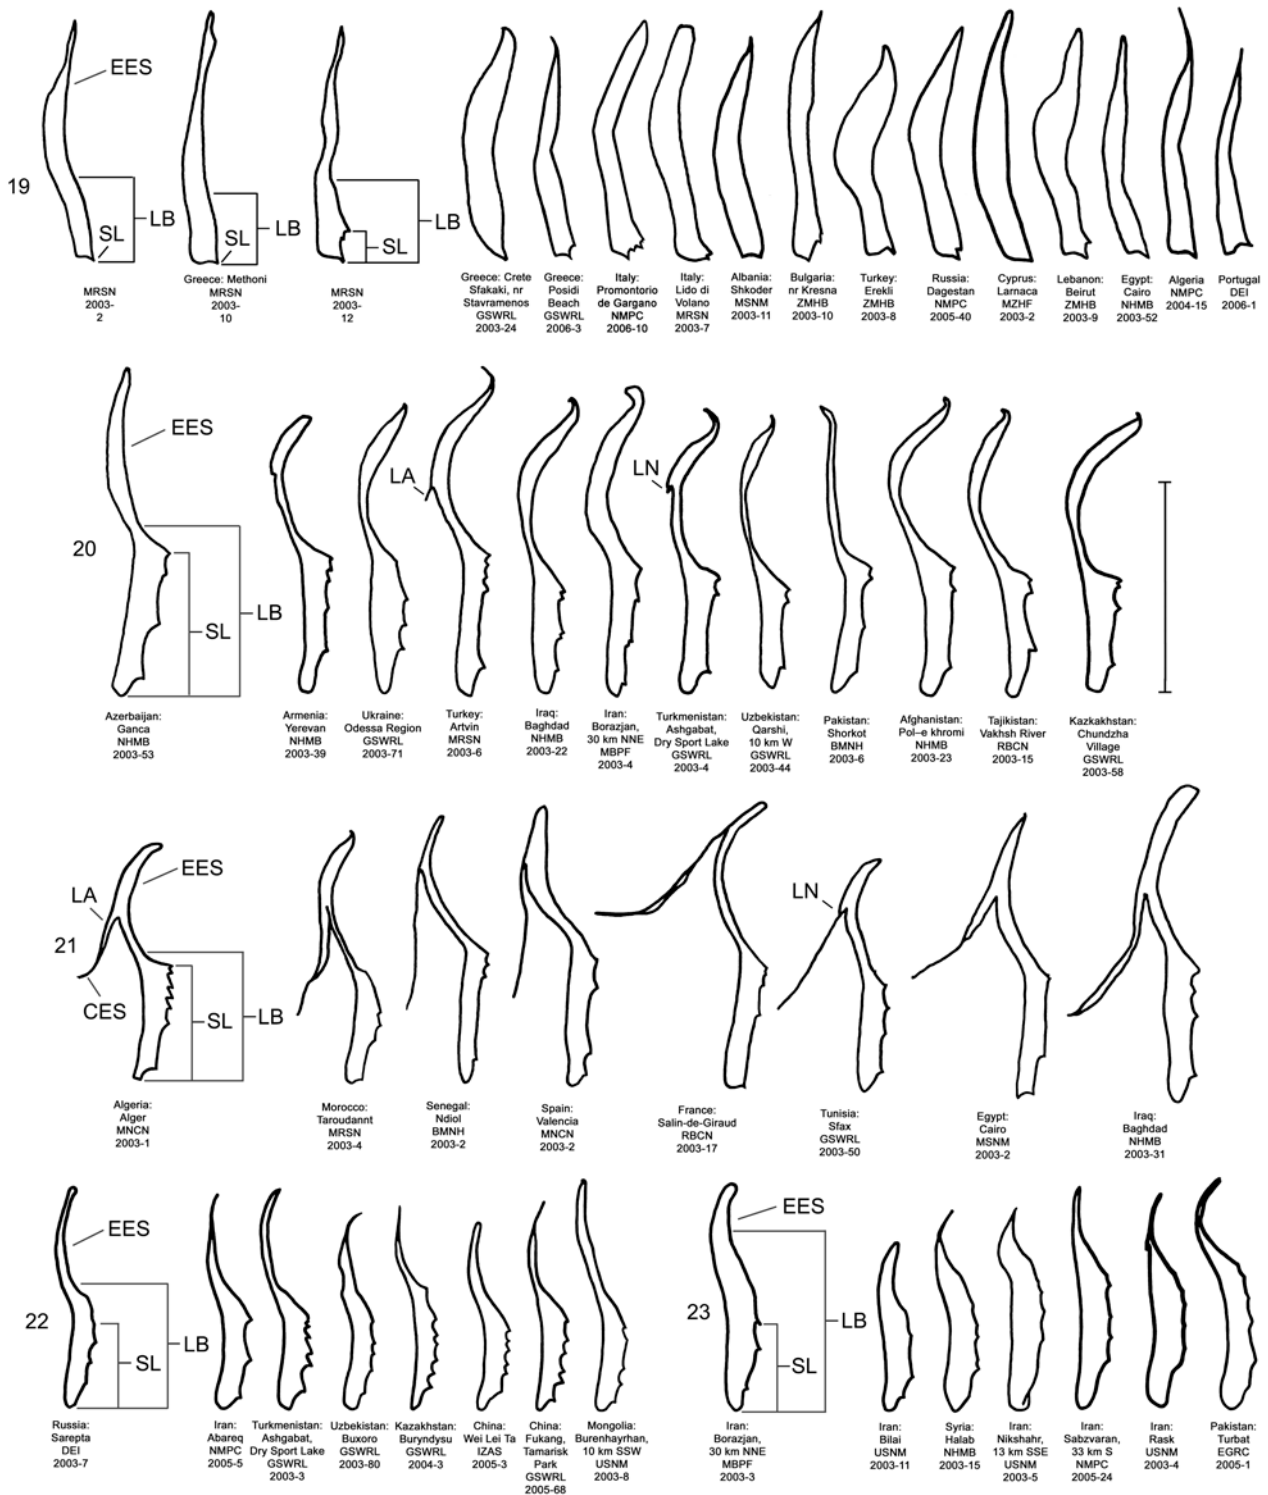 19
EES
SL
LB
SL
LB
SL
LB
MRSN
2003-
2
Greece: Methoni
MRSN
2003-
10
MRSN
2003-
12
Greece: Crete
Sfakaki, nr
Stavramenos
GSWRL
2003-24
Greece:
Posidi
Beach
GSWRL
2006-3
Italy:
Promontorio
de Gargano
NMPC
2006-10
Italy:
Lido di
Volano
MRSN
2003-7
Albania:
Shkoder
MSNM
2003-11
Bulgaria:
nr Kresna
ZMHB
2003-10
Turkey:
Erekli
ZMHB
2003-8
Russia:
Dagestan
NMPC
2005-40
Cyprus:
Larnaca
MZHF
2003-2
Lebanon:
Beirut
ZMHB
2003-9
Egypt:
Cairo
NHMB
2003-52
Algeria
NMPC
2004-15
Portugal
DEI
2006-1
20
EES
SL
LB
LA
LN
Azerbaijan:
Ganca
NHMB
2003-53
Armenia:
Yerevan
NHMB
2003-39
Ukraine:
Odessa Region
GSWRL
2003-71
Turkey:
Artvin
MRSN
2003-6
Iraq:
Baghdad
NHMB
2003-22
Iran:
Borazjan,
30 km NNE
MBPF
2003-4
Turkmenistan:
Ashgabat,
Dry Sport Lake
GSWRL
2003-4
Uzbekistan:
Qarshi,
10 km W
GSWRL
2003-44
Pakistan:
Shorkot
BMNH
2003-6
Afghanistan:
Pol–e khromi
NHMB
2003-23
Tajikistan:
Vakhsh River
RBCN
2003-15
Kazkakhstan:
Chundzha
Village
GSWRL
2003-58
21
LA
EES
CES
SL
LB
LN
Algeria:
Alger
MNCN
2003-1
Morocco:
Taroudannt
MRSN
2003-4
Senegal:
Ndiol
BMNH
2003-2
Spain:
Valencia
MNCN
2003-2
France:
Salin-de-Giraud
RBCN
2003-17
Tunisia:
Sfax
GSWRL
2003-50
Egypt:
Cairo
MSNM
2003-2
Iraq:
Baghdad
NHMB
2003-31
22
EES
SL
LB
Russia:
Sarepta
DEI
2003-7
Iran:
Abareq
NMPC
2005-5
Turkmenistan:
Ashgabat,
Dry Sport Lake
GSWRL
2003-3
Uzbekistan:
Buxoro
GSWRL
2003-80
Kazakhstan:
Buryndysu
GSWRL
2004-3
China:
Wei Lei Ta
IZAS
2005-3
China:
Fukang,
Tamarisk
Park
GSWRL
2005-68
Mongolia:
Burenhayrhan,
10 km SSW
USNM
2003-8
23
EES
SL
LB
Iran:
Borazjan,
30 km NNE
MBPF
2003-3
Iran:
Bilai
USNM
2003-11
Syria:
Halab
NHMB
2003-15
Iran:
Nikshahr,
13 km SSE
USNM
2003-5
Iran:
Sabzvaran,
33 km S
NMPC
2005-24
Iran:
Rask
USNM
2003-4
Pakistan:
Turbat
EGRC
2005-1